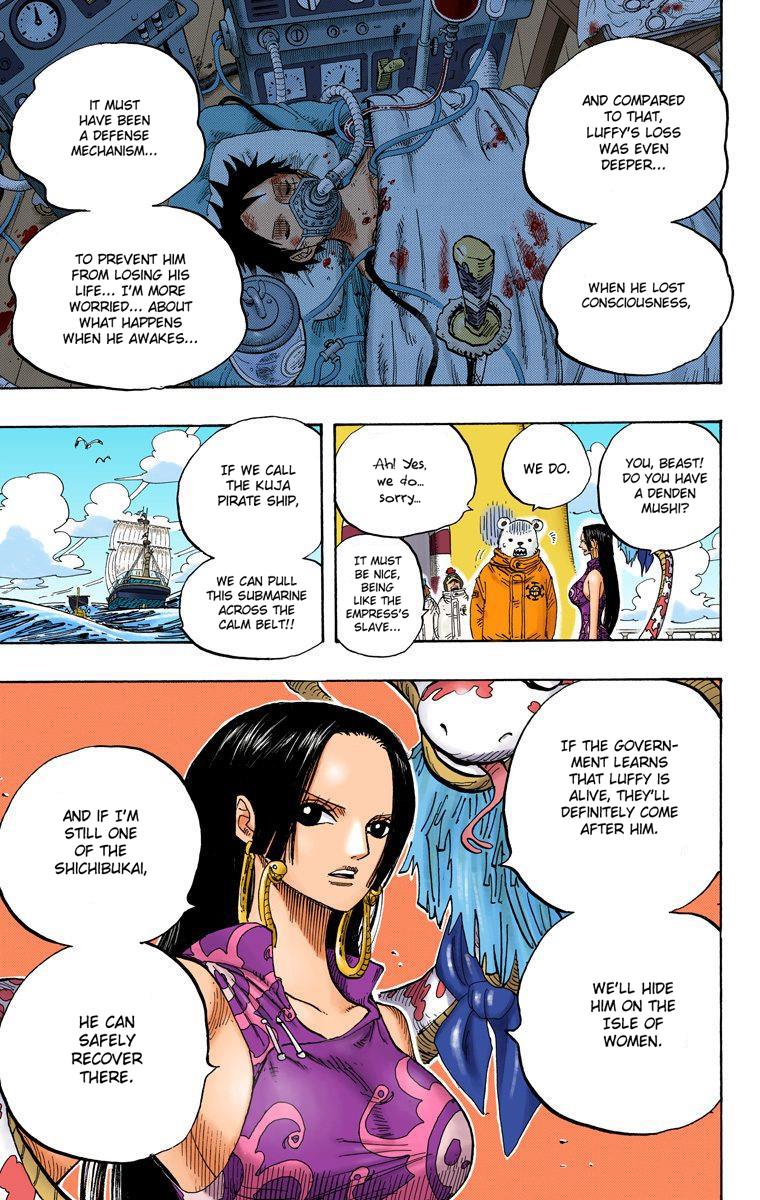 AND COMPARED
TO THAT,
LUFFY'S LOSS
WAS EVEN
DEEPER...
WHEN HE LOST
CONSCIOUSNESS,
IT MUST
HAVE BEEN
A DEFENSE
MECHANISM...
TO PREVENT HIM
FROM LOSING HIS
LIFE... I'M MORE
WORRIED... ABOUT
WHAT HAPPENS
WHEN HE AWAKES...
YOU, BEAST!
DO YOU HAVE
A DENDEN
MUSHI?
WE DO.
Ah! Yes,
we do...
sorry...
IT MUST
BE NICE,
BEING
LIKE THE
EMPRESS'S
SLAVE...
IF WE CALL
THE KUJA
PIRATE SHIP,
WE CAN PULL
THIS SUBMARINE
ACROSS THE
CALM BELT!!
IF THE GOVERN-
MENT LEARNS
THAT LUFFY IS
ALIVE, THEY'LL
DEFINITELY COME
AFTER HIM.
WE'LL HIDE
HIM ON THE
ISLE OF
WOMEN.
AND IF I'M
STILL ONE
OF THE
SHICHIBUKAI,
HE CAN
SAFELY
RECOVER
THERE.